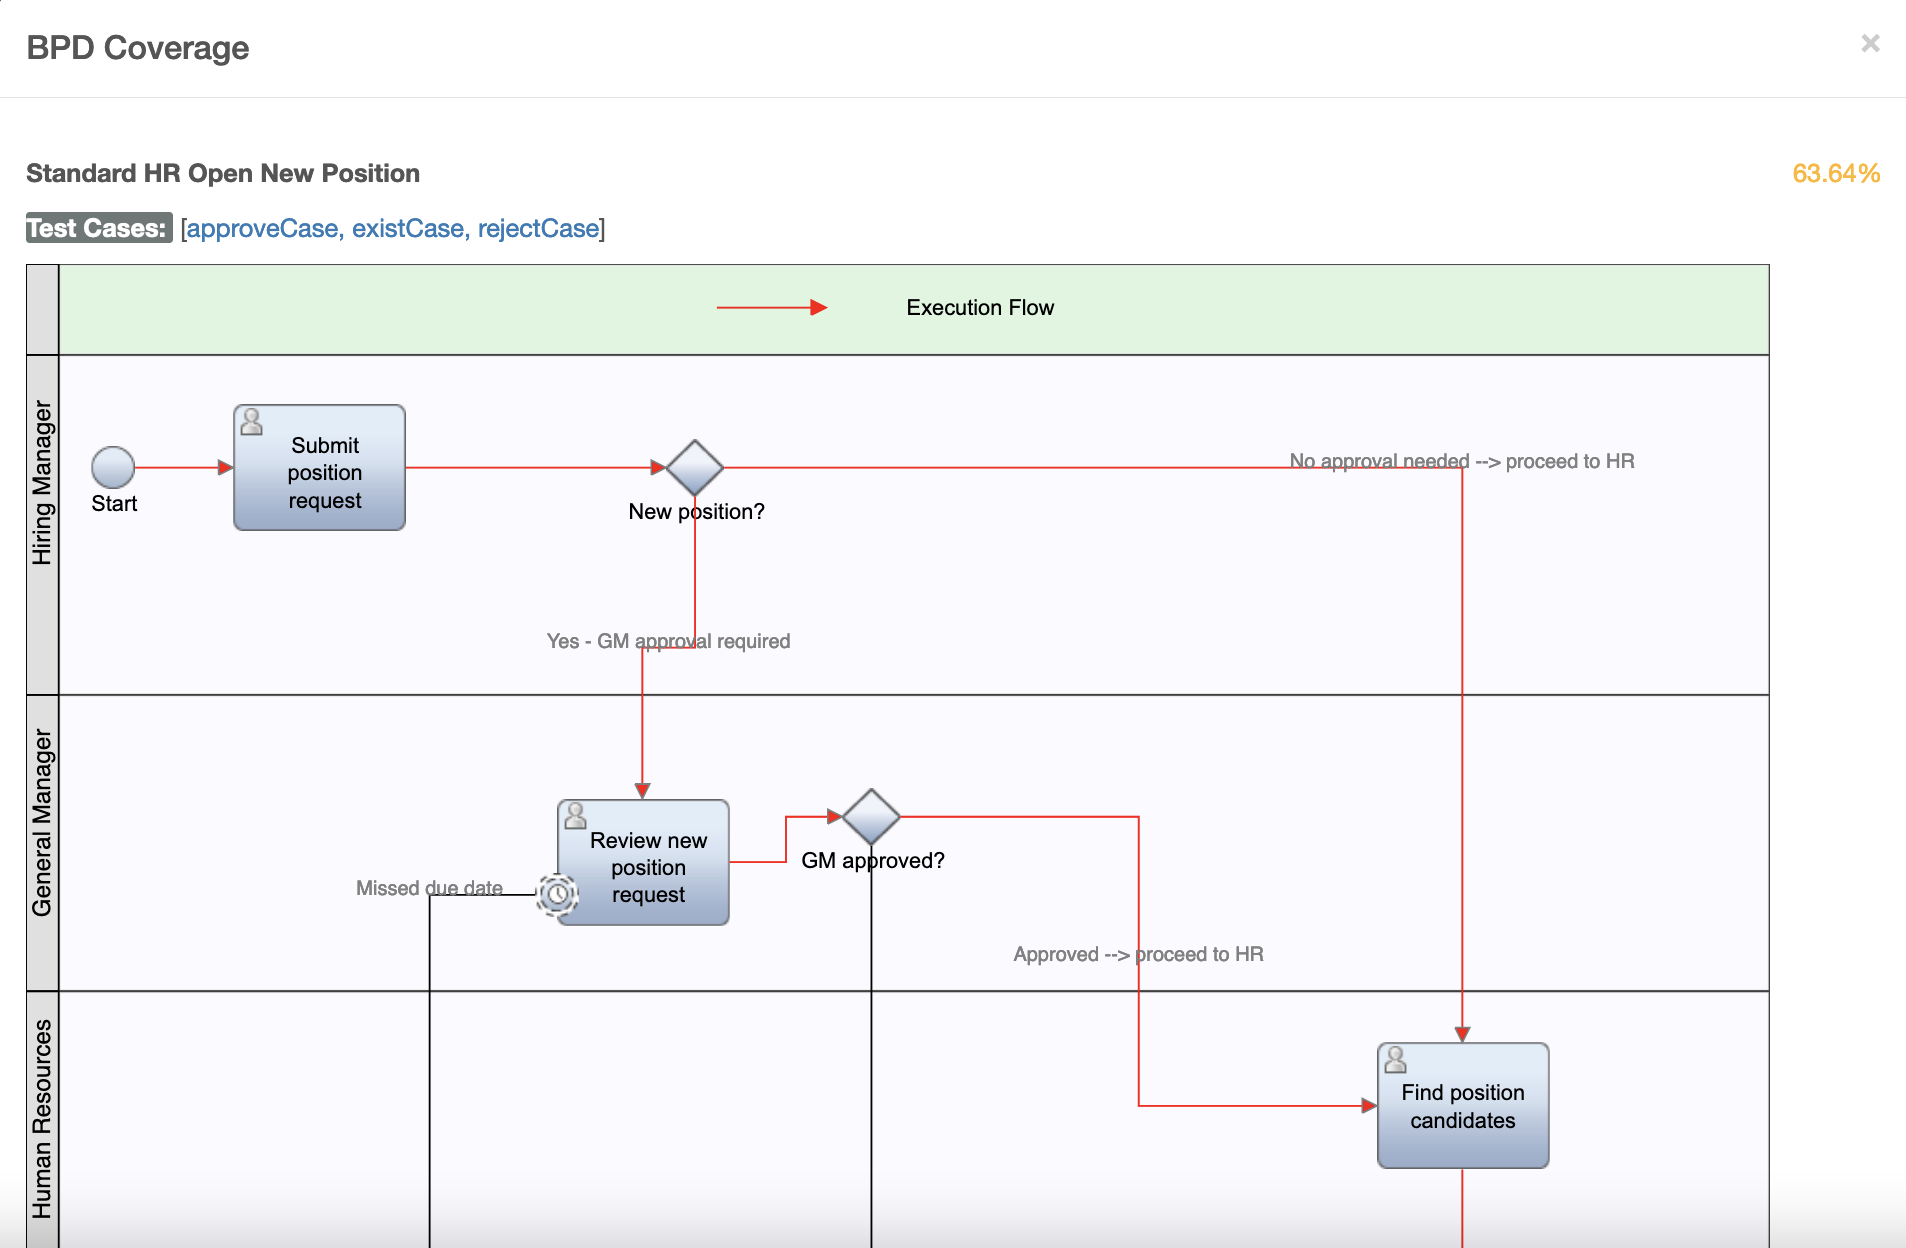 BPD Coverage
×
Standard HR Open New Position
63.64%
Test Cases: [approveCase, existCase, rejectCase]
Execution Flow
Hiring Manager
Start
Submit
position
request
New position?
No approval needed --> proceed to HR
Yes - GM approval required
General Manager
Review new
position
request
GM approved?
Missed due date
Approved --> proceed to HR
Human Resources
Find position
candidates